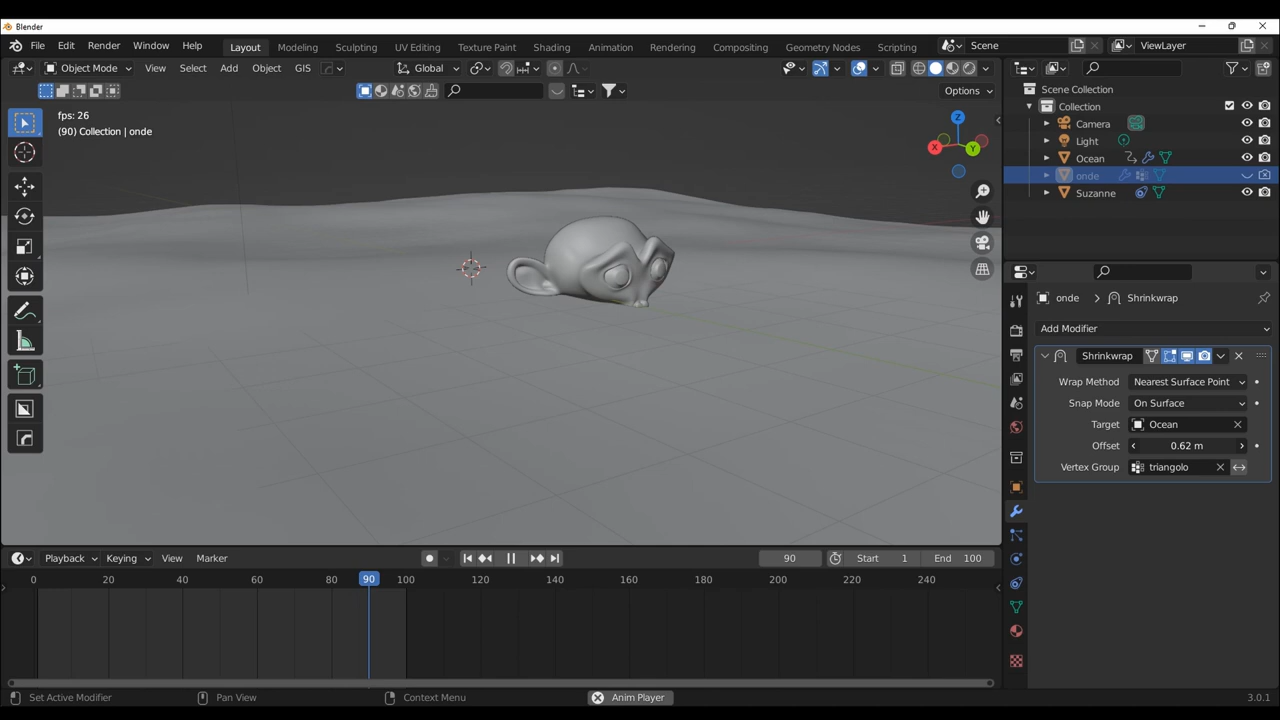 Blender
File Edit Render Window Help Layout Modeling Sculpting UV Editing Texture Paint Shading Animation Rendering Compositing Geometry Nodes Scripting Scene ViewLayer
Object Mode View Select Add Object GIS Global
Options
fps: 26
(90) Collection | onde
Z
X
Y
Scene Collection
Collection
Camera
Light
Ocean
onde
Suzanne
onde > Shrinkwrap
Add Modifier
Shrinkwrap
Wrap Method Nearest Surface Point
Snap Mode On Surface
Target Ocean
Offset 0.62 m
Vertex Group triangolo
Playback Keying View Marker 90 Start 1 End 100
0 20 40 60 80 90 100 120 140 160 180 200 220 240
Set Active Modifier Pan View Context Menu Anim Player 3.0.1